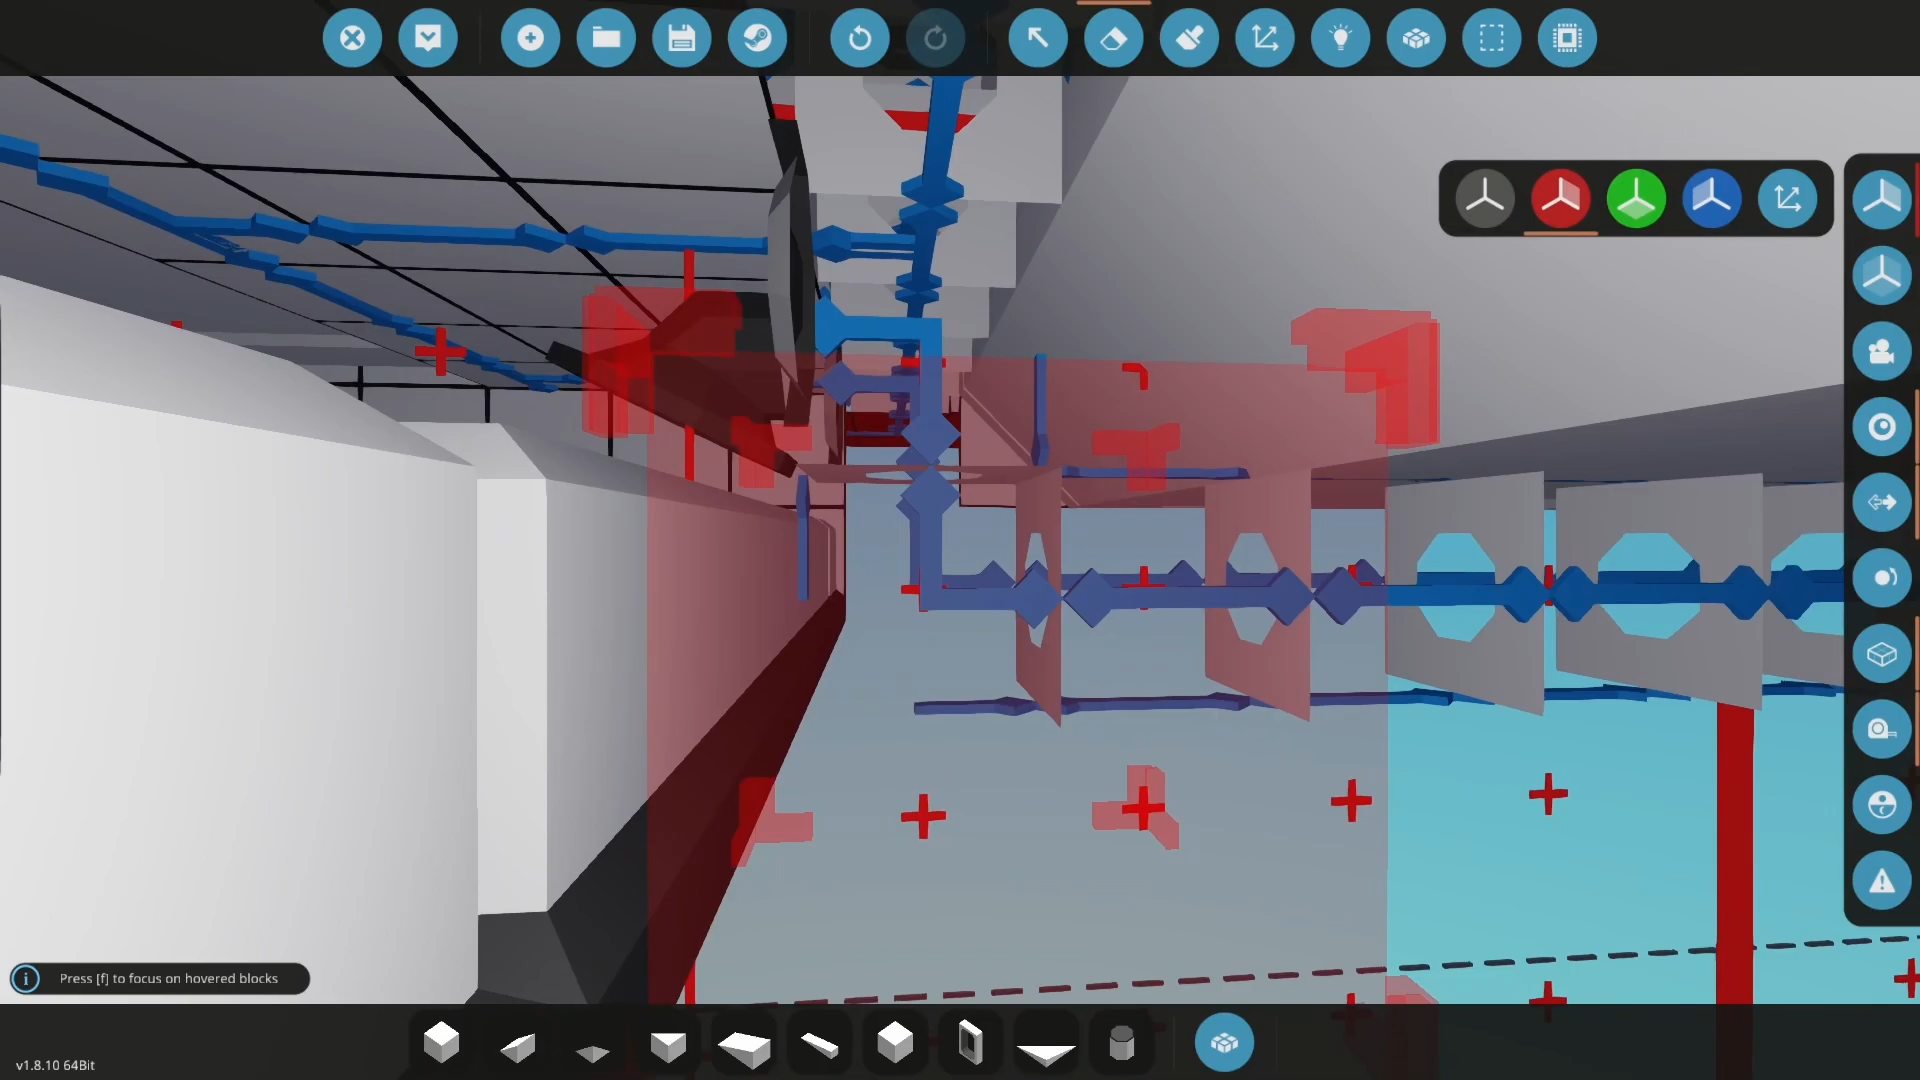 Press [f] to focus on hovered blocks
v1.8.10 64Bit